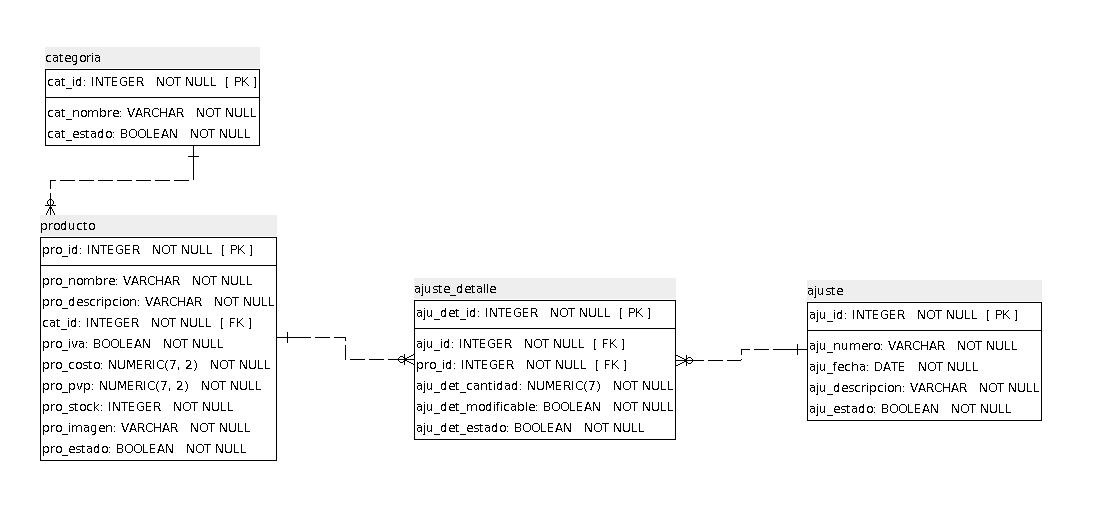 categoria
cat_id: INTEGER NOT NULL [ PK ]
cat_nombre: VARCHAR NOT NULL
cat_estado: BOOLEAN NOT NULL
producto
pro_id: INTEGER NOT NULL [ PK ]
pro_nombre: VARCHAR NOT NULL
pro_descripcion: VARCHAR NOT NULL
cat_id: INTEGER NOT NULL [ FK ]
pro_iva: BOOLEAN NOT NULL
pro_costo: NUMERIC(7, 2) NOT NULL
pro_pvp: NUMERIC(7, 2) NOT NULL
pro_stock: INTEGER NOT NULL
pro_imagen: VARCHAR NOT NULL
pro_estado: BOOLEAN NOT NULL
ajuste_detalle
aju_det_id: INTEGER NOT NULL [ PK ]
aju_id: INTEGER NOT NULL [ FK ]
pro_id: INTEGER NOT NULL [ FK ]
aju_det_cantidad: NUMERIC(7) NOT NULL
aju_det_modificable: BOOLEAN NOT NULL
aju_det_estado: BOOLEAN NOT NULL
ajuste
aju_id: INTEGER NOT NULL [ PK ]
aju_numero: VARCHAR NOT NULL
aju_fecha: DATE NOT NULL
aju_descripcion: VARCHAR NOT NULL
aju_estado: BOOLEAN NOT NULL